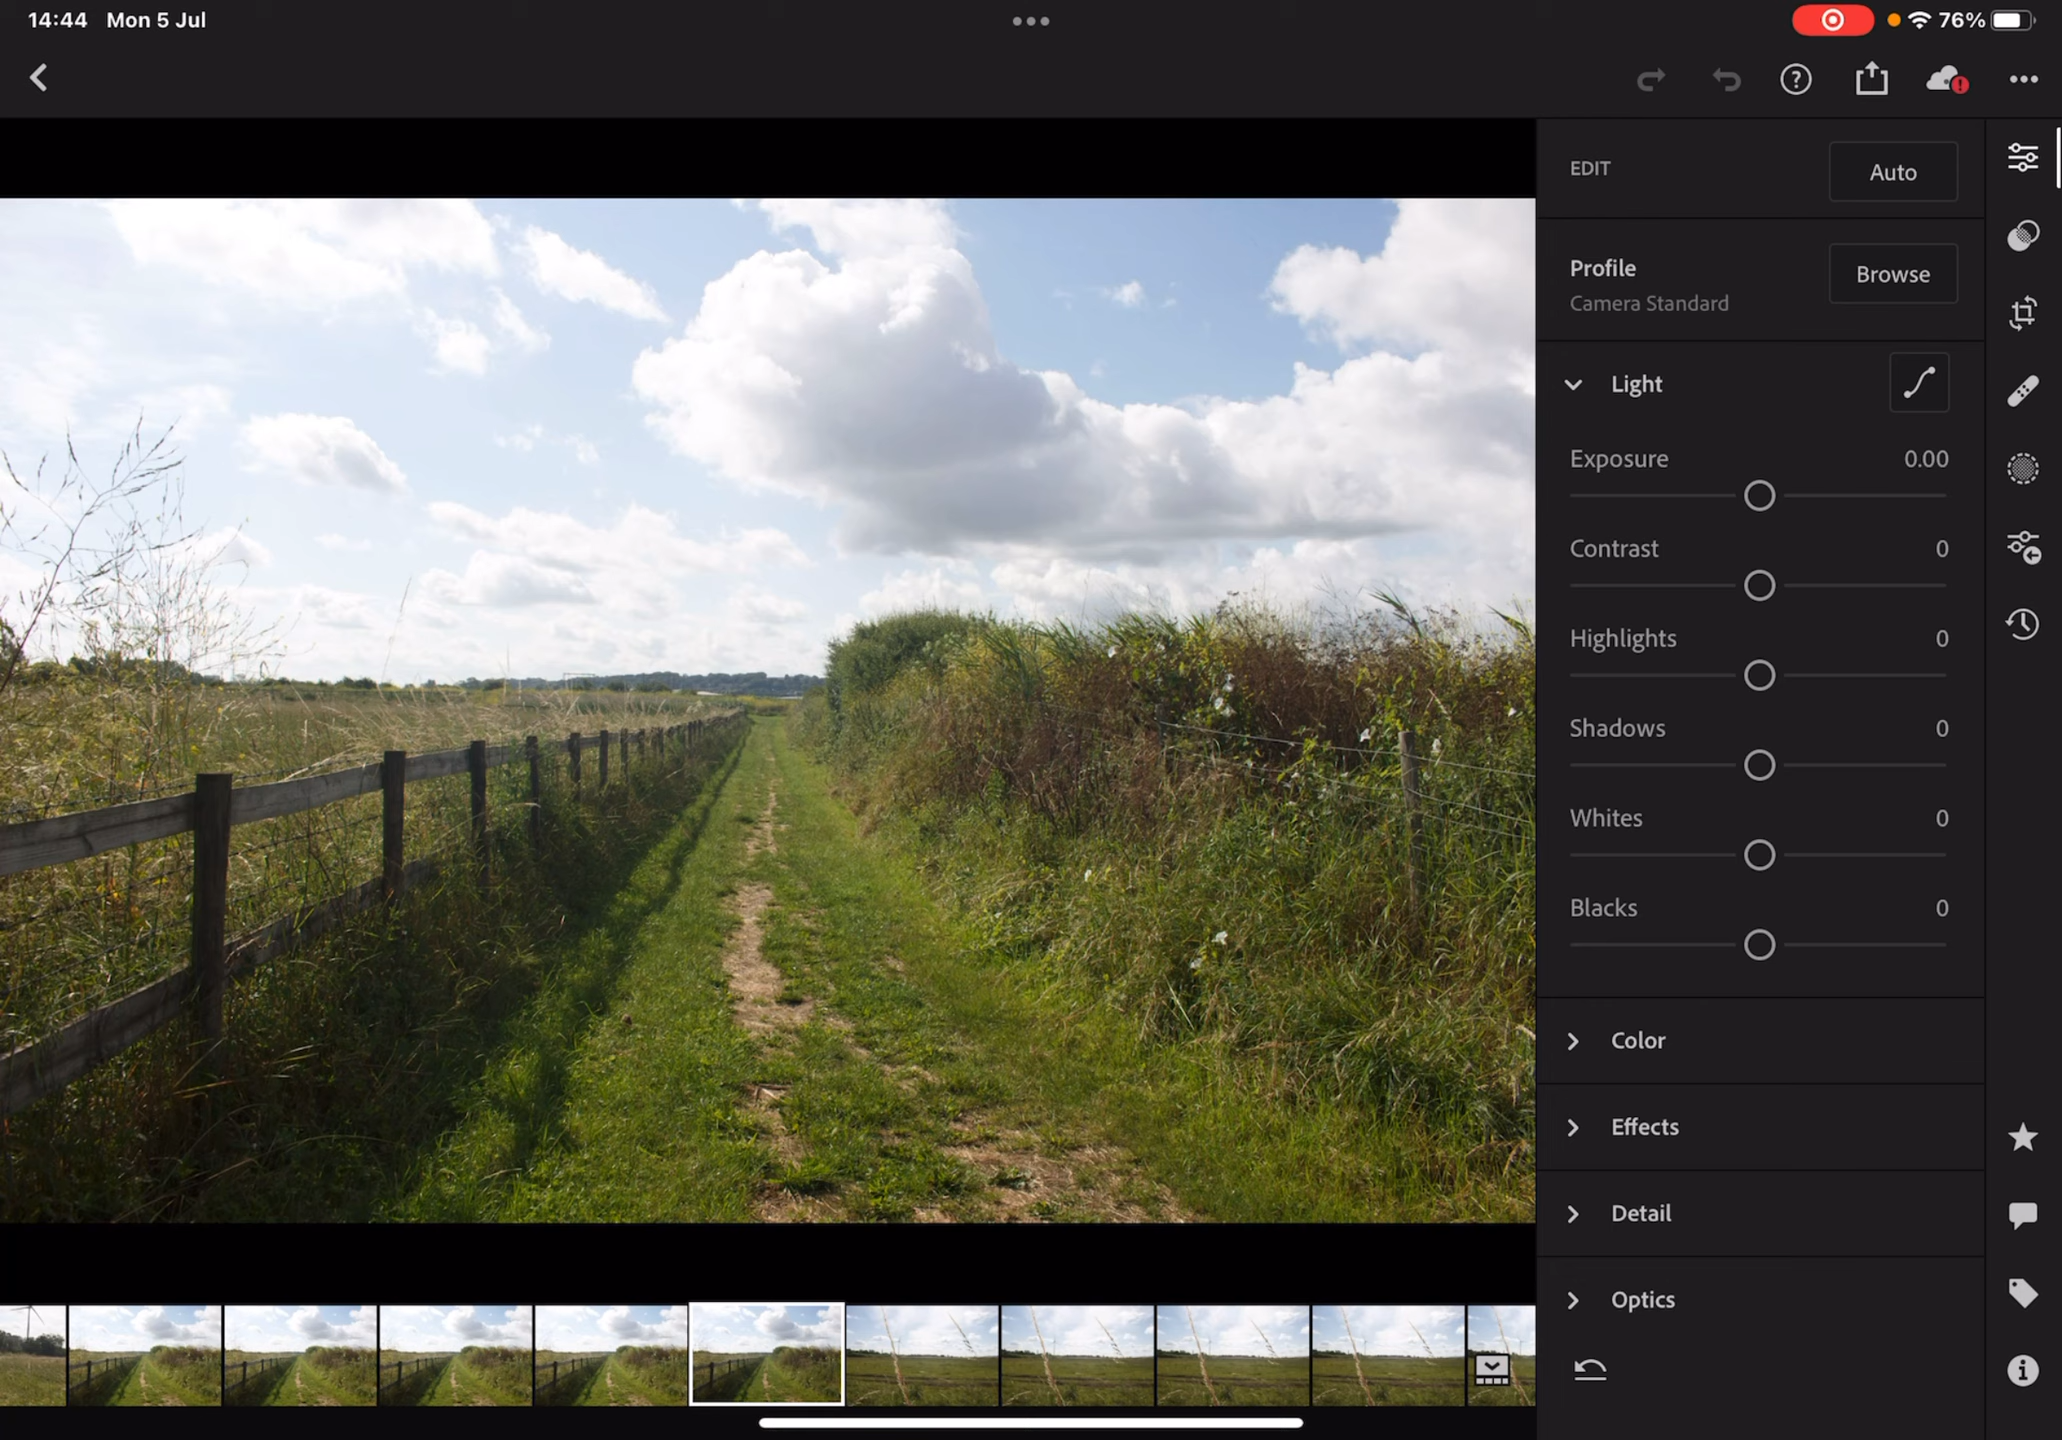 14:44 Mon 5 Jul
76%
EDIT
Auto
Profile
Camera Standard
Browse
Light
Exposure 0.00
Contrast 0
Highlights 0
Shadows 0
Whites 0
Blacks 0
Color
Effects
Detail
Optics